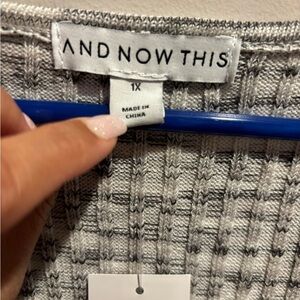 AND NOW THIS
1X
MADE IN
CHINA